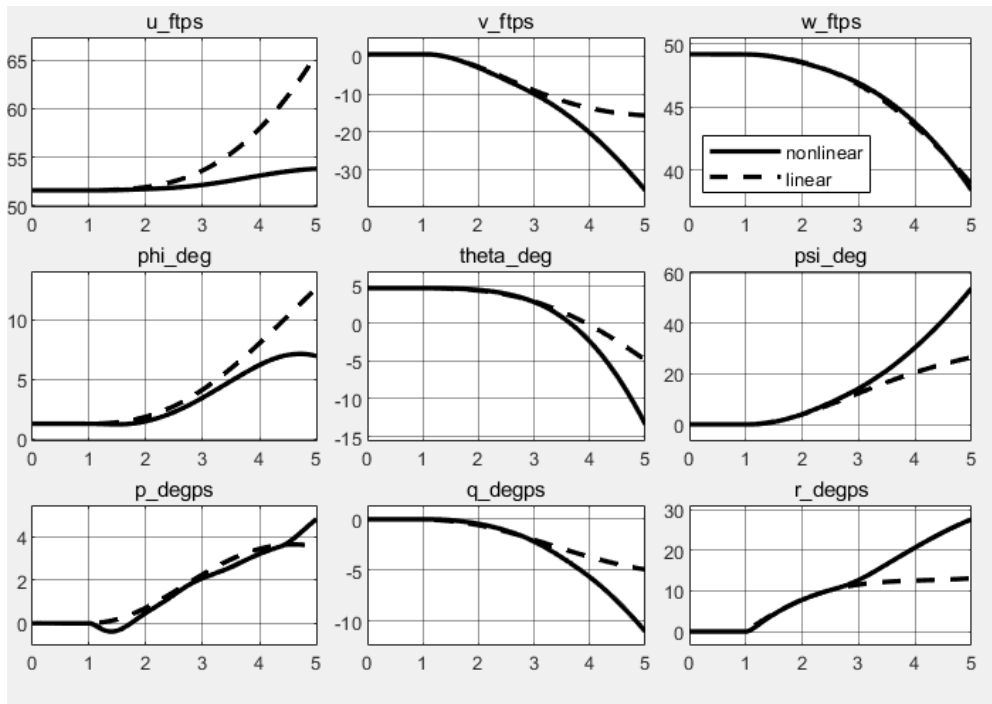 u_ftps v_ftps w_ftps
65 0 50
60 -10
55 -20 45
50 -30 40
nonlinear
linear
0 1 2 3 4 5 0 1 2 3 4 5 0 1 2 3 4 5
phi_deg theta_deg psi_deg
10 5 60
5 0 40
0 -5 20
-10 0
-15
0 1 2 3 4 5 0 1 2 3 4 5 0 1 2 3 4 5
p_degps q_degps r_degps
4 0 30
2 -5 20
0 -10 10
0
0 1 2 3 4 5 0 1 2 3 4 5 0 1 2 3 4 5